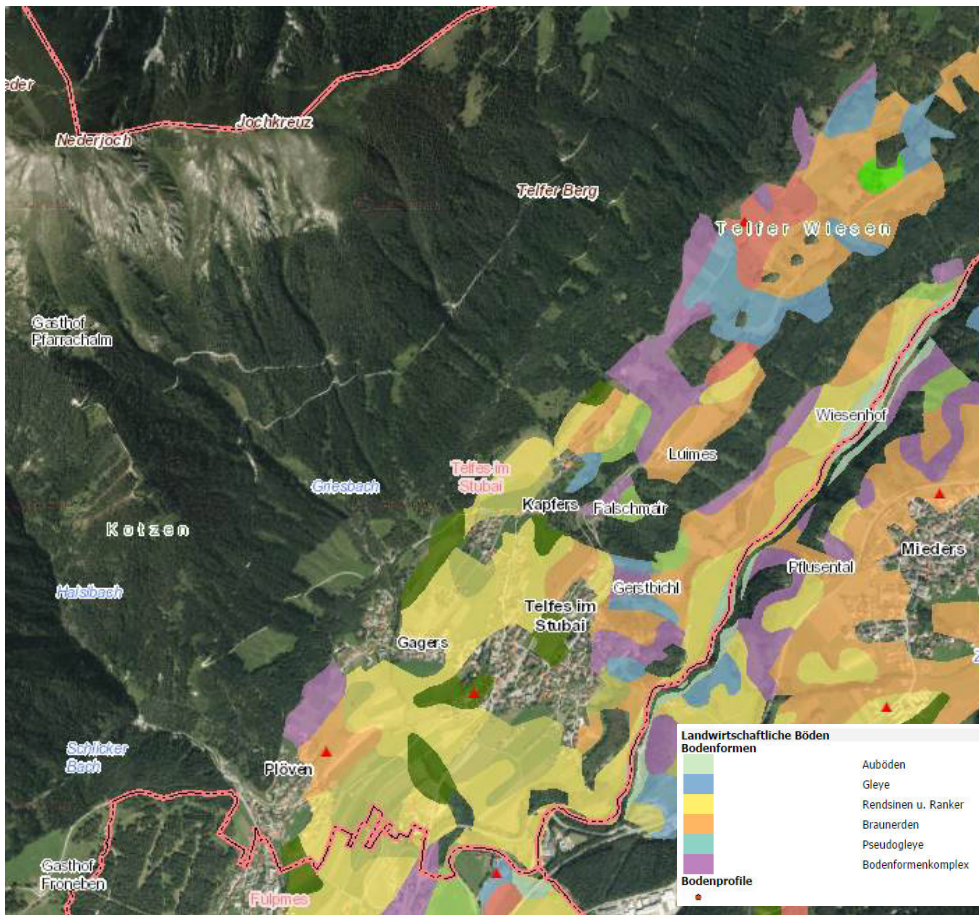 eder
Nederjoch
Jochkreuz
Telfer Berg
Telfer Wiesen
Gasthof
Pfarrachalm
Wiesenhof
Luimes
Telfes im
Stubai
Griesbach
Kapfers
Falschmair
Kotzen
Mieders
Pflusental
Gerstbichl
Halslbach
Telfes im
Stubai
Gagers
Schlicker
Bach
Plöven
Gasthof
Froneben
Fulpmes
Landwirtschaftliche Böden
Bodenformen
Auböden
Gleye
Rendsinen u. Ranker
Braunerden
Pseudogleye
Bodenformenkomplex
Bodenprofile